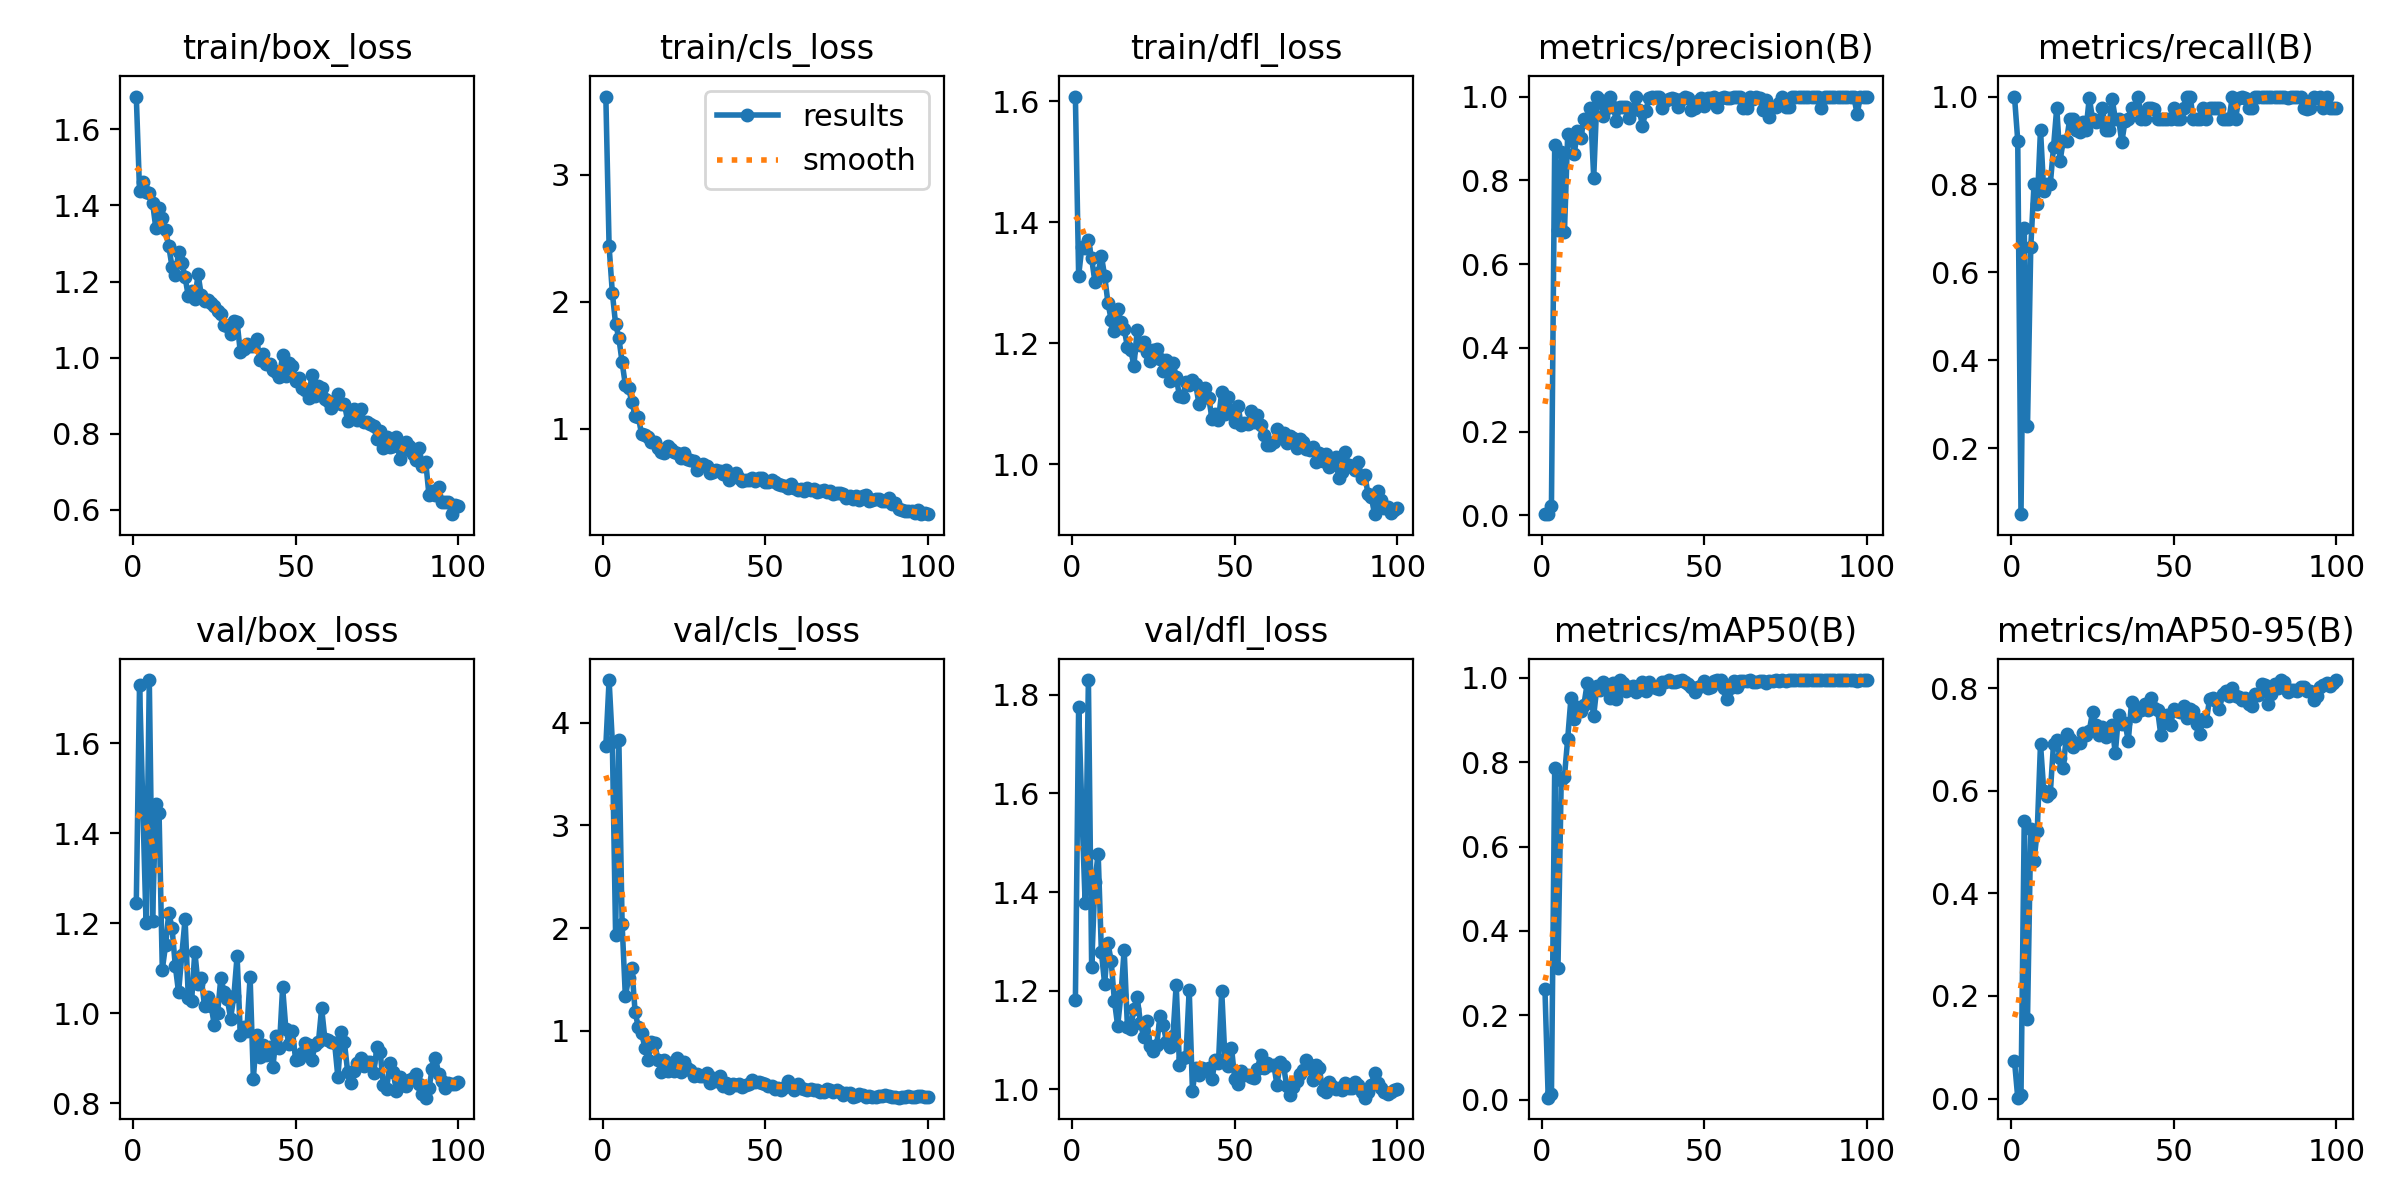 train/box_loss
1.6
1.4
1.2
1.0
0.8
0.6
0 50 100
train/cls_loss
results
smooth
3
2
1
0 50 100
train/dfl_loss
1.6
1.4
1.2
1.0
0 50 100
metrics/precision(B)
1.0
0.8
0.6
0.4
0.2
0.0
0 50 100
metrics/recall(B)
1.0
0.8
0.6
0.4
0.2
0 50 100
val/box_loss
1.6
1.4
1.2
1.0
0.8
0 50 100
val/cls_loss
4
3
2
1
0 50 100
val/dfl_loss
1.8
1.6
1.4
1.2
1.0
0 50 100
metrics/mAP50(B)
1.0
0.8
0.6
0.4
0.2
0.0
0 50 100
metrics/mAP50-95(B)
0.8
0.6
0.4
0.2
0.0
0 50 100